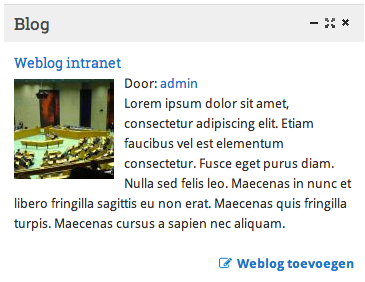 Blog
Weblog intranet
Door: admin
Lorem ipsum dolor sit amet,
consectetur adipiscing elit. Etiam
faucibus vel est elementum
consectetur. Fusce eget purus diam.
Nulla sed felis leo. Maecenas in nunc et
libero fringilla sagittis eu non erat. Maecenas quis fringilla
turpis. Maecenas cursus a sapien nec aliquam.
Weblog toevoegen